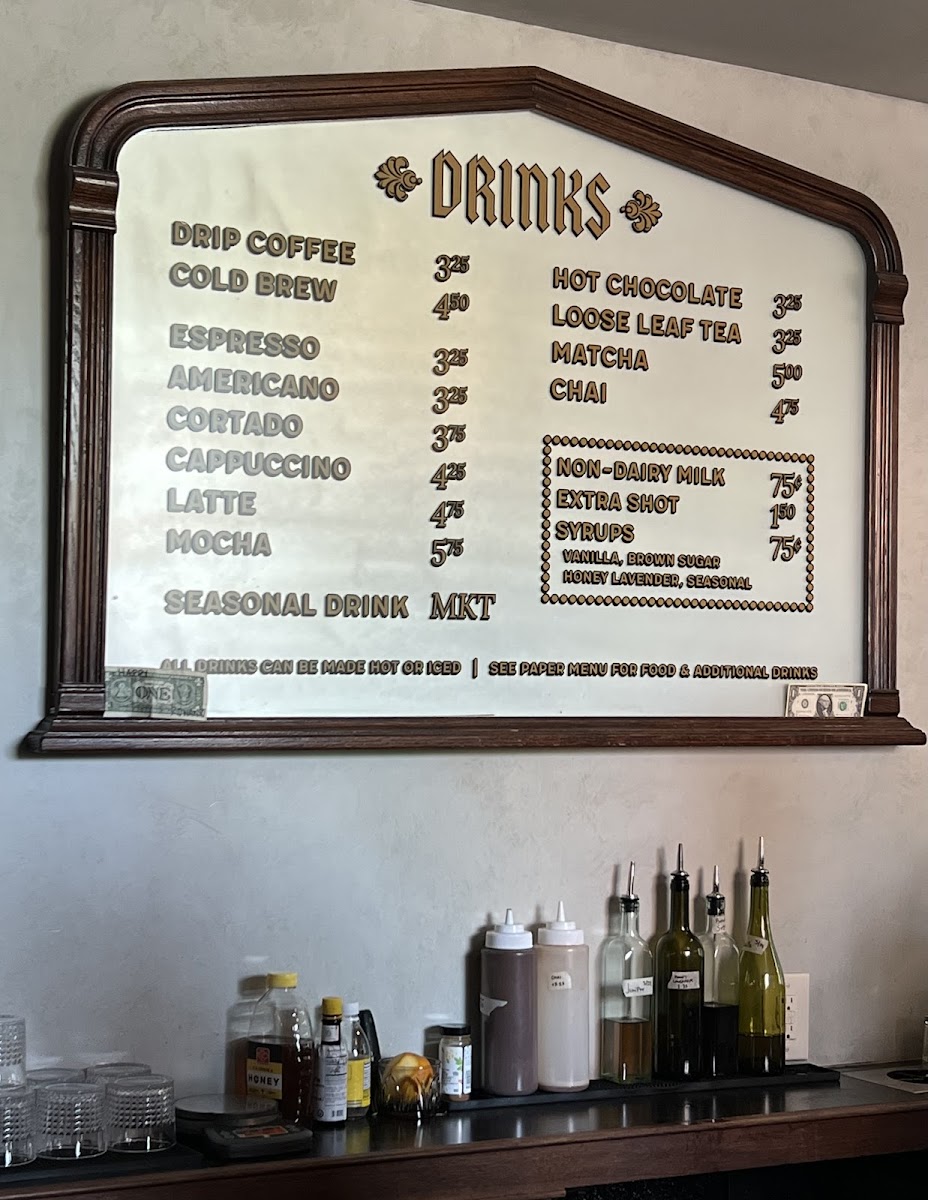 DRINKS
DRIP COFFEE 3.25
COLD BREW 4.50
ESPRESSO 3.25
AMERICANO 3.25
CORTADO 3.75
CAPPUCCINO 4.25
LATTE 4.75
MOCHA 5.75
SEASONAL DRINK MKT
HOT CHOCOLATE 3.25
LOOSE LEAF TEA 3.25
MATCHA 5.00
CHAI 4.75
NON-DAIRY MILK 75¢
EXTRA SHOT 1.50
SYRUPS 75¢
VANILLA, BROWN SUGAR
HONEY LAVENDER, SEASONAL
ALL DRINKS CAN BE MADE HOT OR ICED | SEE PAPER MENU FOR FOOD & ADDITIONAL DRINKS
HAPPY
ONE
HONEY